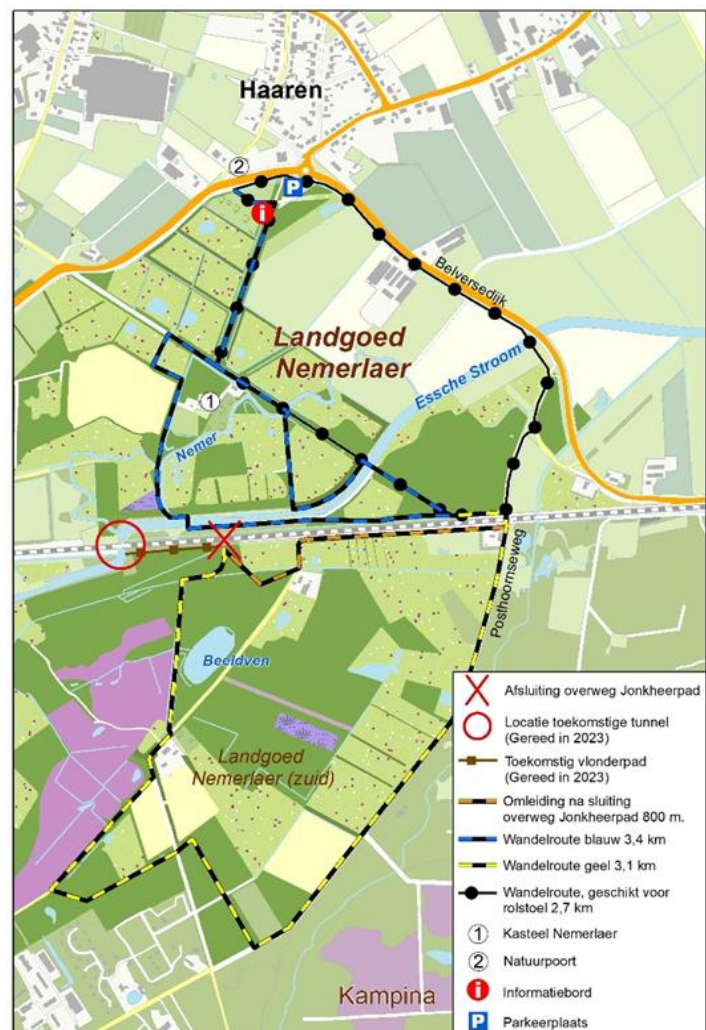 Haaren
2
P
i
Belversedijk
Landgoed
Nemerlaer
Essche Stroom
1
Nemer
Posthoornseweg
Beeldven
Landgoed
Nemerlaer (zuid)
Kampina
Afsluiting overweg Jonkheerpad
Locatie toekomstige tunnel
(Gereed in 2023)
Toekomstig vlonderpad
(Gereed in 2023)
Omleiding na sluiting
overweg Jonkheerpad 800 m.
Wandelroute blauw 3,4 km
Wandelroute geel 3,1 km
Wandelroute, geschikt voor
rolstoel 2,7 km
1 Kasteel Nemerlaer
2 Natuurpoort
i Informatiebord
P Parkeerplaats